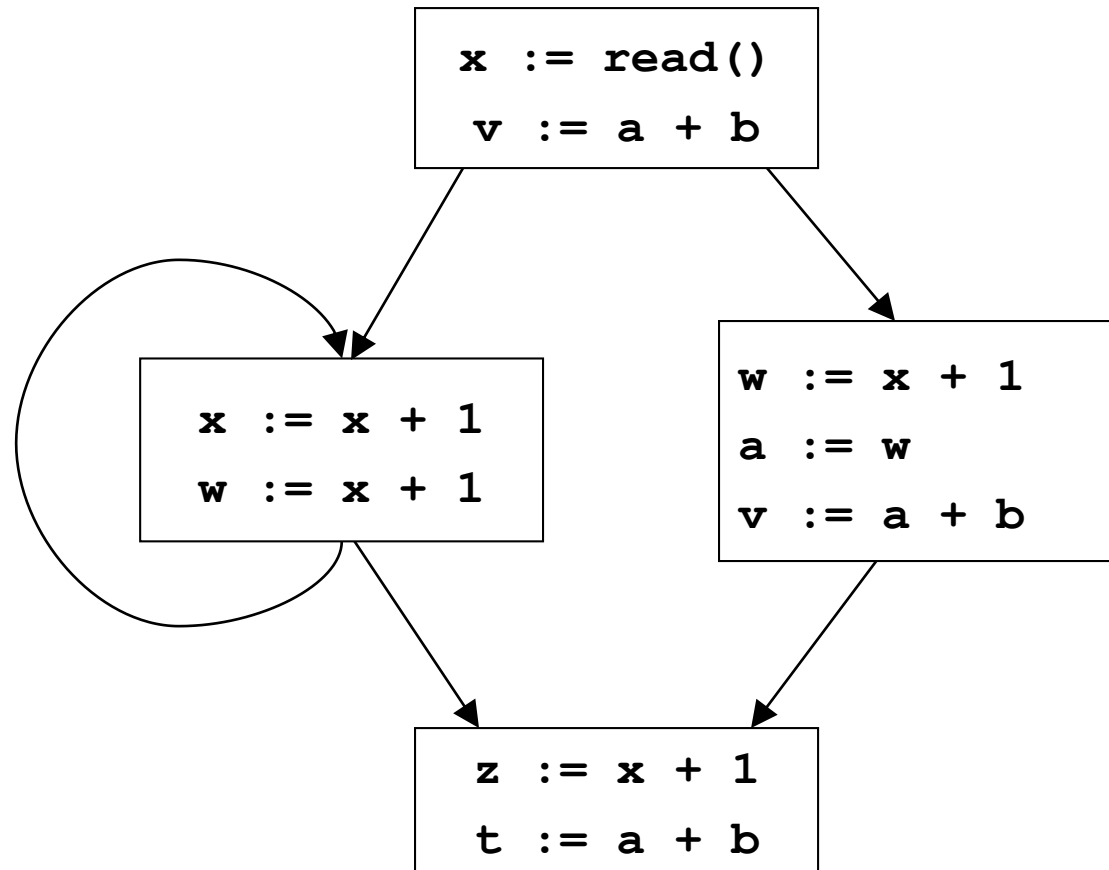 x := read()
v := a + b
x := x + 1
w := x + 1
w := x + 1
a := w
v := a + b
z := x + 1
t := a + b